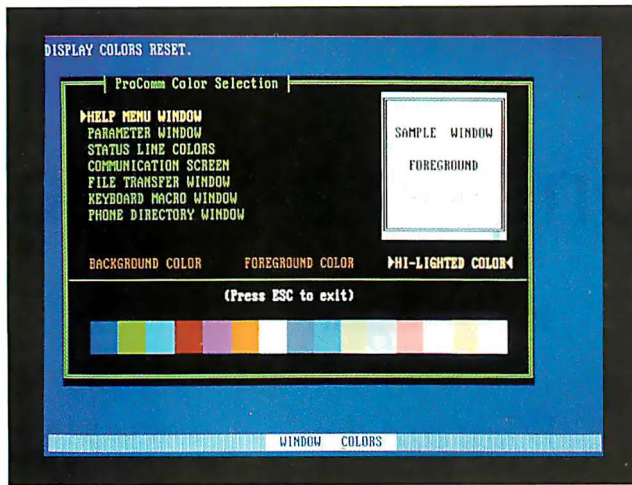 DISPLAY COLORS RESET.
ProComm Color Selection
▶HELP MENU WINDOW
PARAMETER WINDOW
STATUS LINE COLORS
COMMUNICATION SCREEN
FILE TRANSFER WINDOW
KEYBOARD MACRO WINDOW
PHONE DIRECTORY WINDOW
SAMPLE WINDOW
FOREGROUND
BACKGROUND COLOR FOREGROUND COLOR ▶HI-LIGHTED COLOR◀
(Press ESC to exit)
WINDOW COLORS